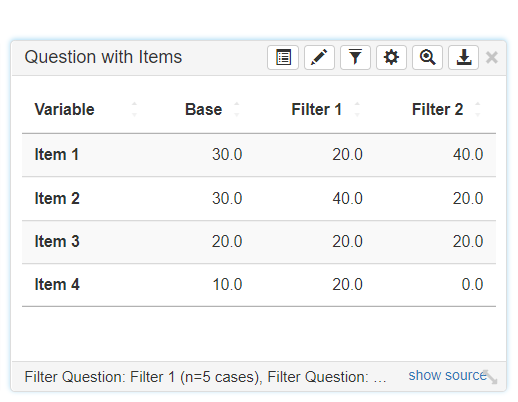 Question with Items
Variable Base Filter 1 Filter 2
Item 1 30.0 20.0 40.0
Item 2 30.0 40.0 20.0
Item 3 20.0 20.0 20.0
Item 4 10.0 20.0 0.0
Filter Question: Filter 1 (n=5 cases), Filter Question: ... show source